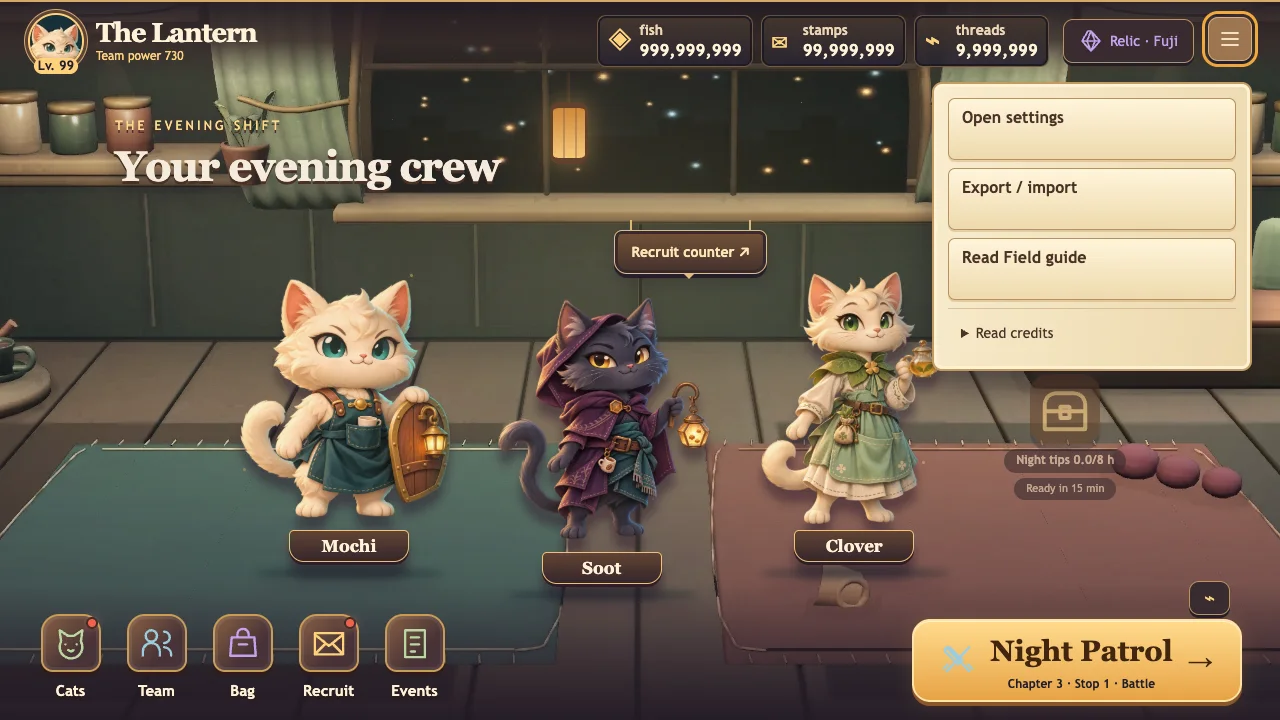 The Lantern
Team power 730
Lv. 99
fish
999,999,999
stamps
99,999,999
threads
9,999,999
Relic · Fuji
THE EVENING SHIFT
Your evening crew
Open settings
Export / import
Read Field guide
Read credits
Recruit counter ↗
Night tips 0.0/8 h
Ready in 15 min
Mochi
Soot
Clover
Cats
Team
Bag
Recruit
Events
Night Patrol →
Chapter 3 · Stop 1 · Battle